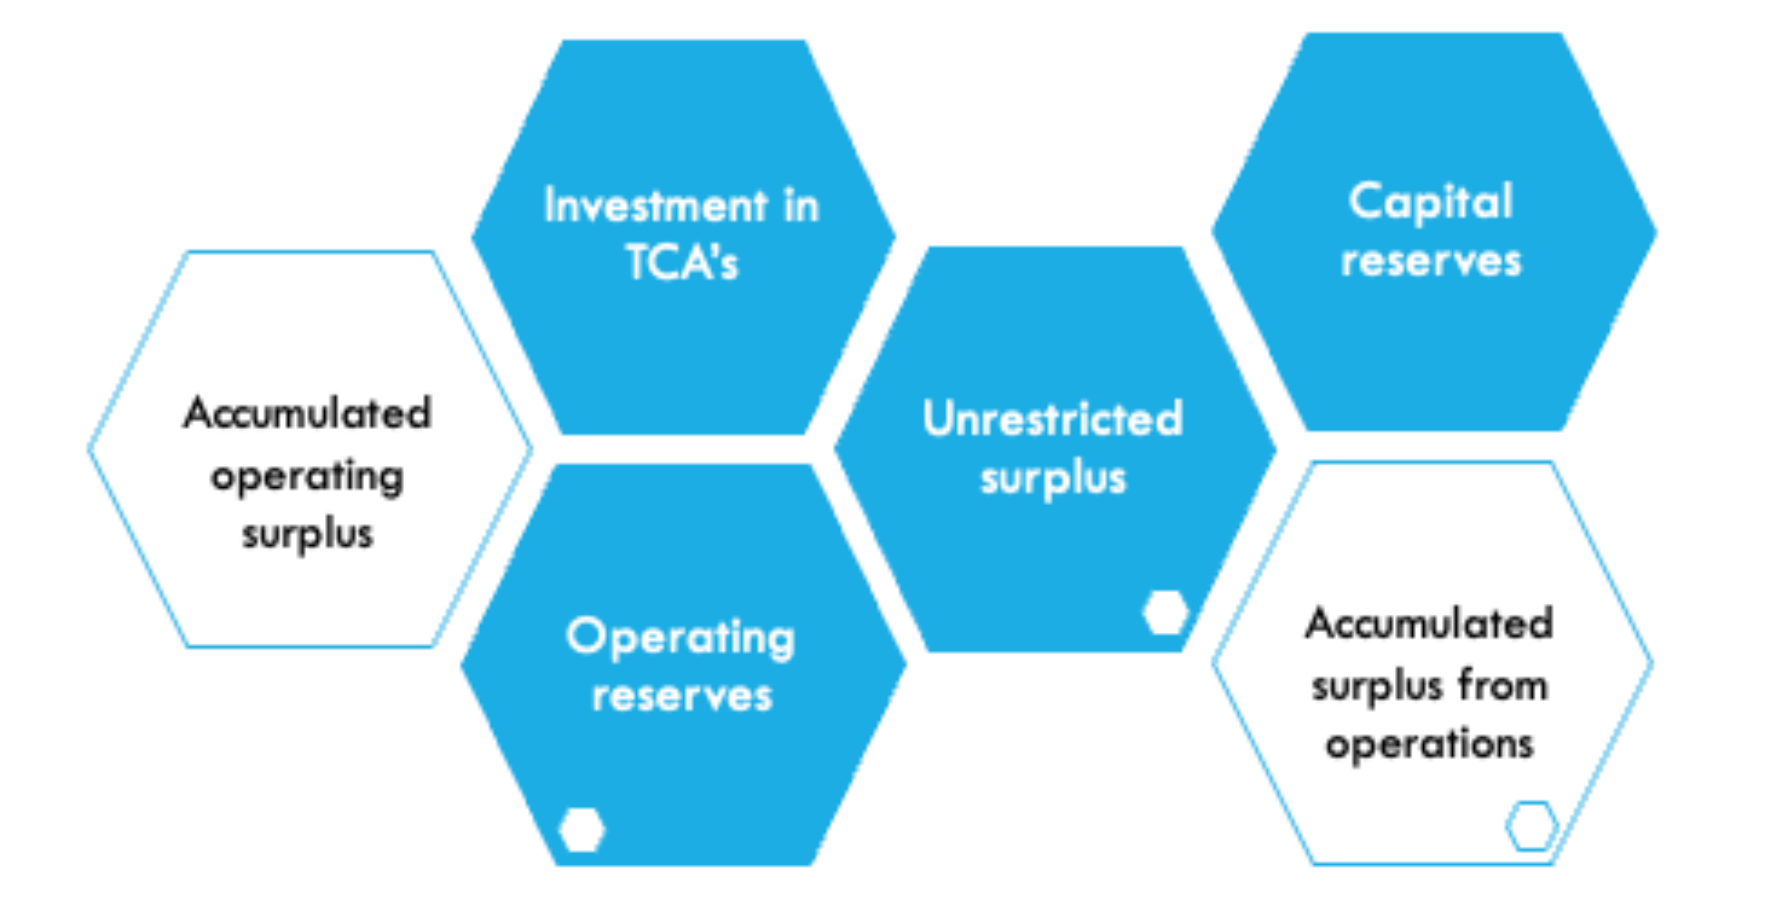 Investment in
TCA's
Capital
reserves
Accumulated
operating
surplus
Unrestricted
surplus
Operating
reserves
Accumulated
surplus from
operations